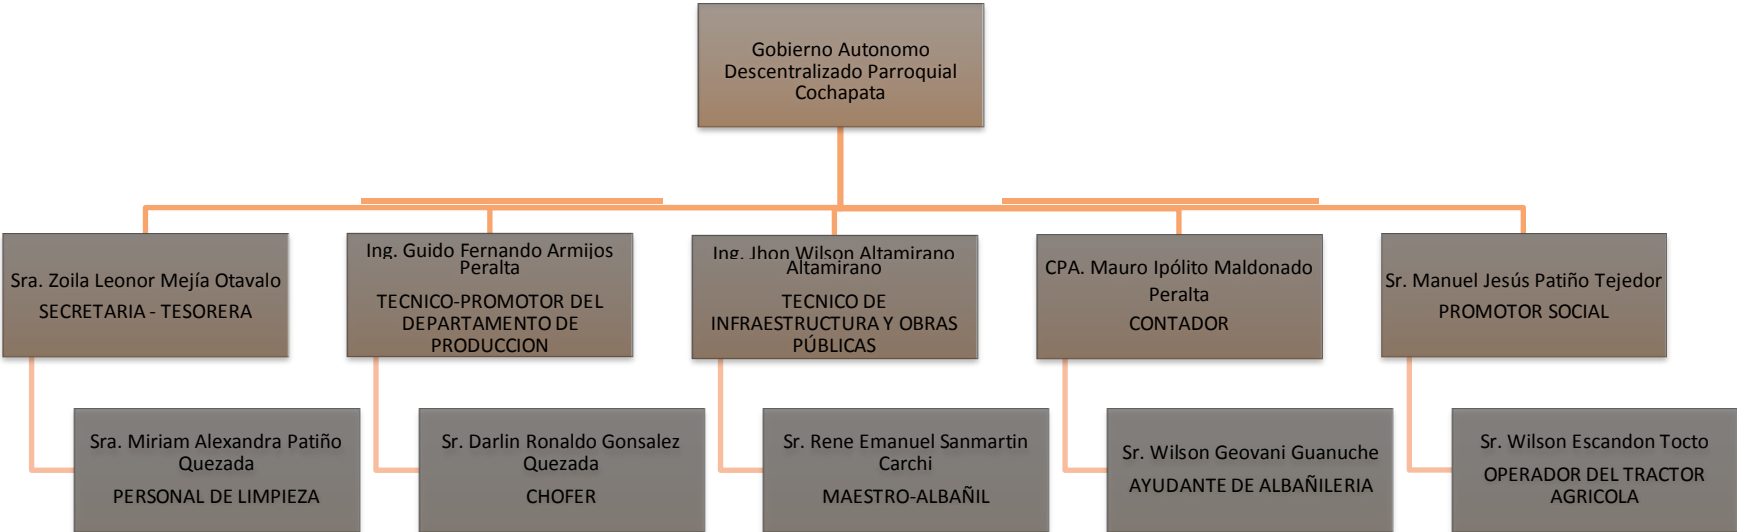 Gobierno Autonomo
Descentralizado Parroquial
Cochapata
Sra. Zoila Leonor Mejía Otavalo
SECRETARIA - TESORERA
Ing. Guido Fernando Armijos
Peralta
TECNICO-PROMOTOR DEL
DEPARTAMENTO DE
PRODUCCION
Ing. Jhon Wilson Altamirano
Altamirano
TECNICO DE
INFRAESTRUCTURA Y OBRAS
PÚBLICAS
CPA. Mauro Ipólito Maldonado
Peralta
CONTADOR
Sr. Manuel Jesús Patiño Tejedor
PROMOTOR SOCIAL
Sra. Miriam Alexandra Patiño
Quezada
PERSONAL DE LIMPIEZA
Sr. Darlin Ronaldo Gonsalez
Quezada
CHOFER
Sr. Rene Emanuel Sanmartin
Carchi
MAESTRO-ALBAÑIL
Sr. Wilson Geovani Guanuche
AYUDANTE DE ALBAÑILERIA
Sr. Wilson Escandon Tocto
OPERADOR DEL TRACTOR
AGRICOLA